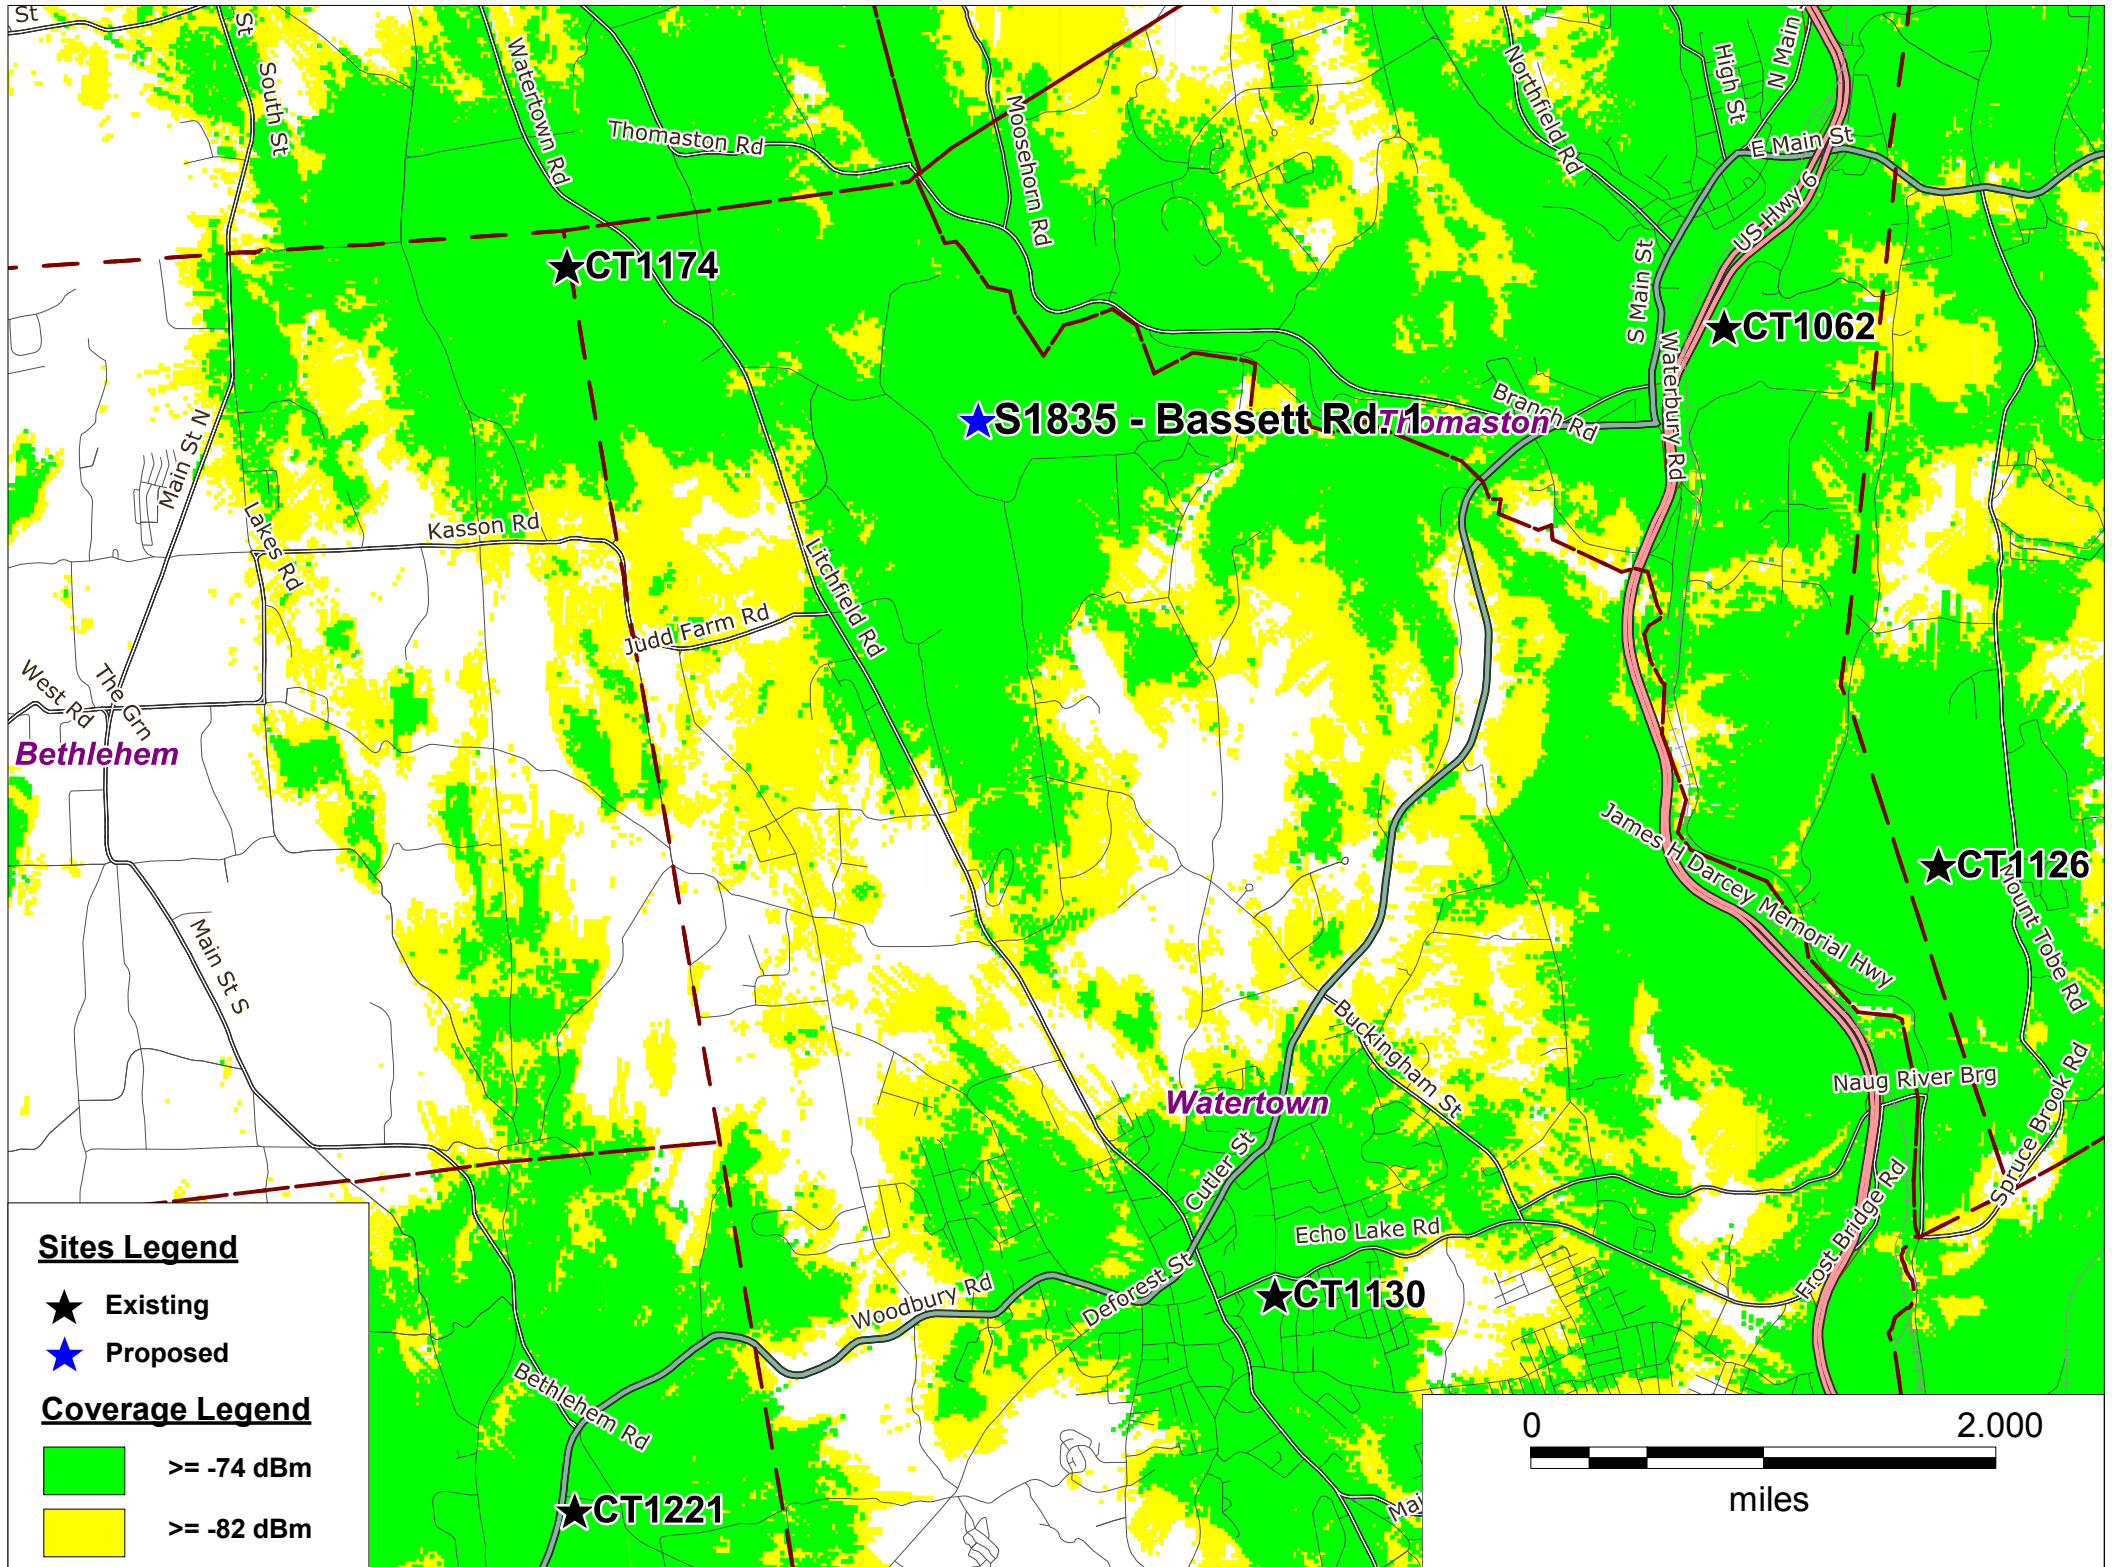 St
St
South St
Watertown Rd
Thomaston Rd
Moosehorn Rd
Northfield Rd
High St
N Main
E Main St
US Hwy 6
S Main St
Waterbury Rd
CT1174
CT1062
S1835 - Bassett Rd. 1
Thomaston
Branch Rd
Main St N
Lakes Rd
Kasson Rd
Judd Farm Rd
Litchfield Rd
West Rd
The Grn
Bethlehem
Main St S
James H Darcey Memorial Hwy
CT1126
Mount Tobe Rd
Naug River Brg
Spruce Brook Rd
Buckingham St
Watertown
Cutler St
Echo Lake Rd
Frost Bridge Rd
Deforest St
Woodbury Rd
CT1130
Bethlehem Rd
CT1221
Mai
Sites Legend
Existing
Proposed
Coverage Legend
>= -74 dBm
>= -82 dBm
0 2.000
miles